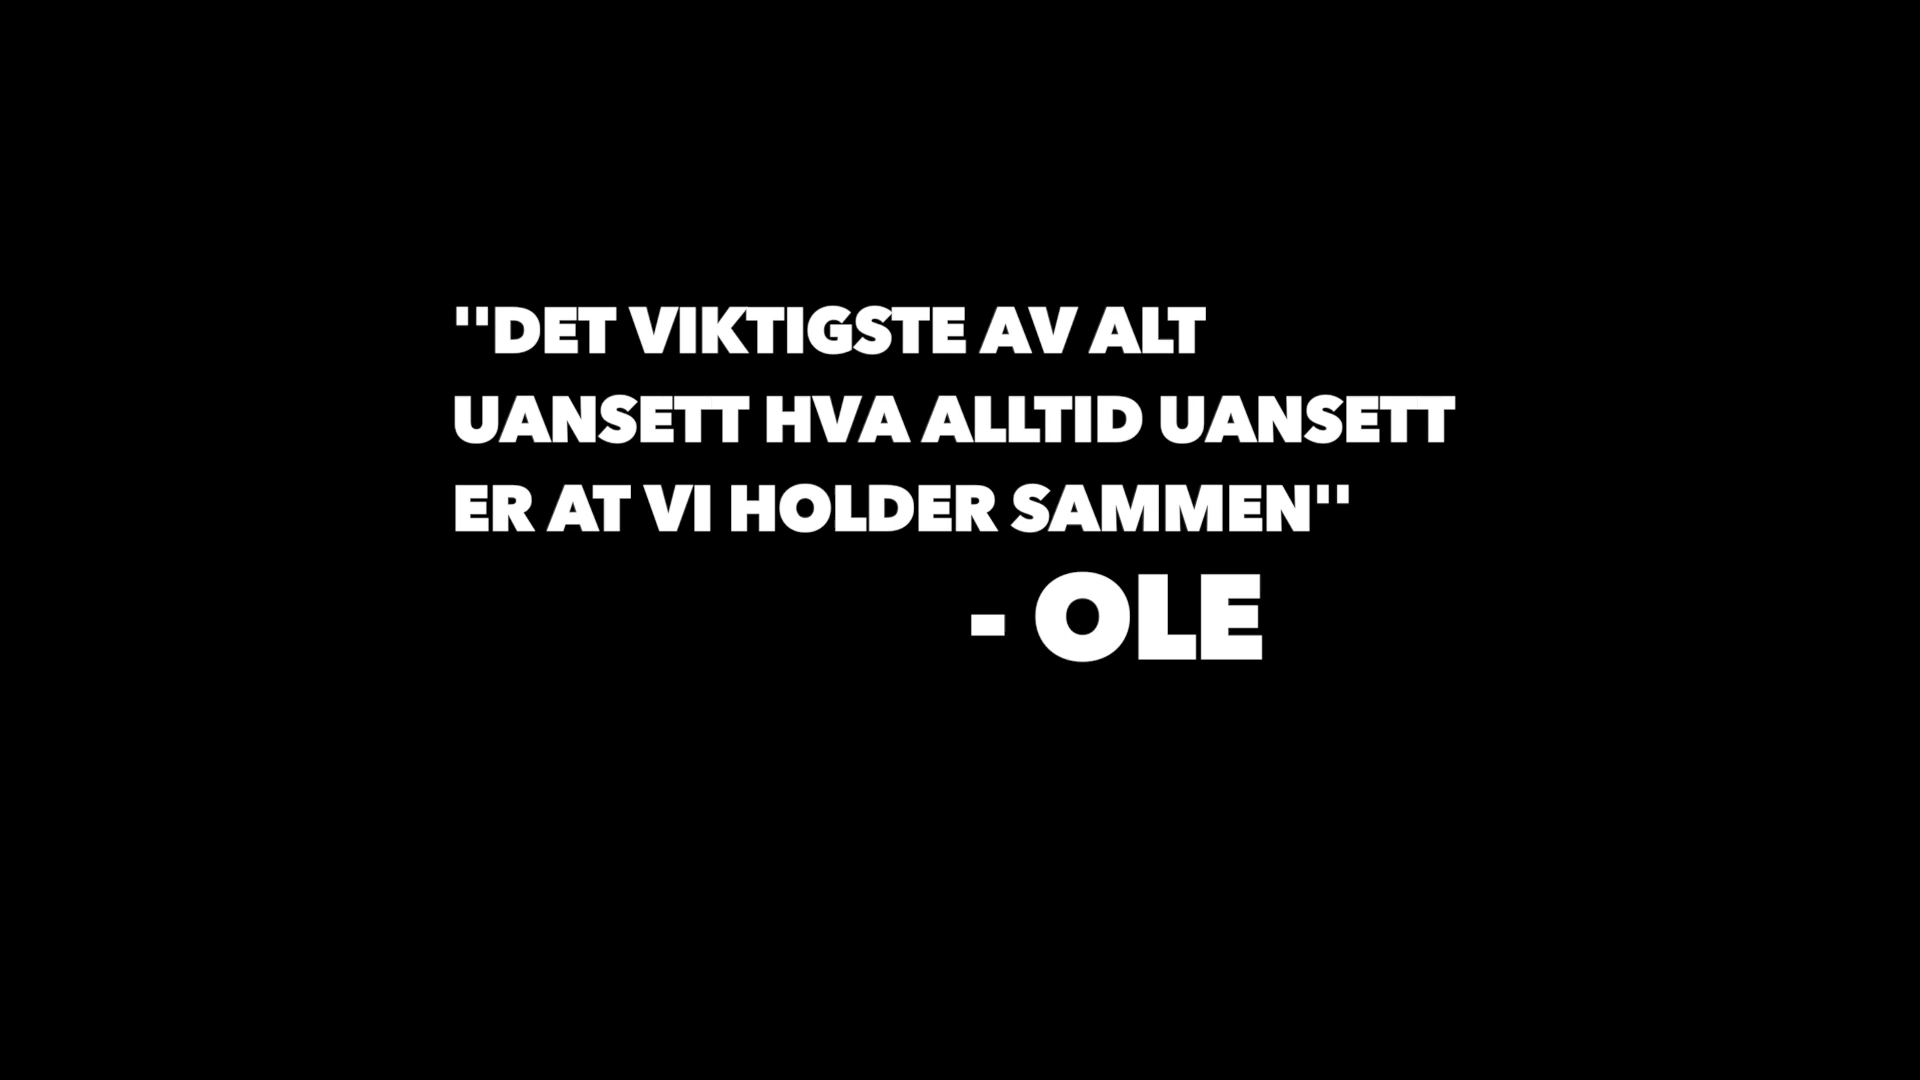 "DET VIKTIGSTE AV ALT
UANSETT HVA ALLTID UANSETT
ER AT VI HOLDER SAMMEN"
- OLE